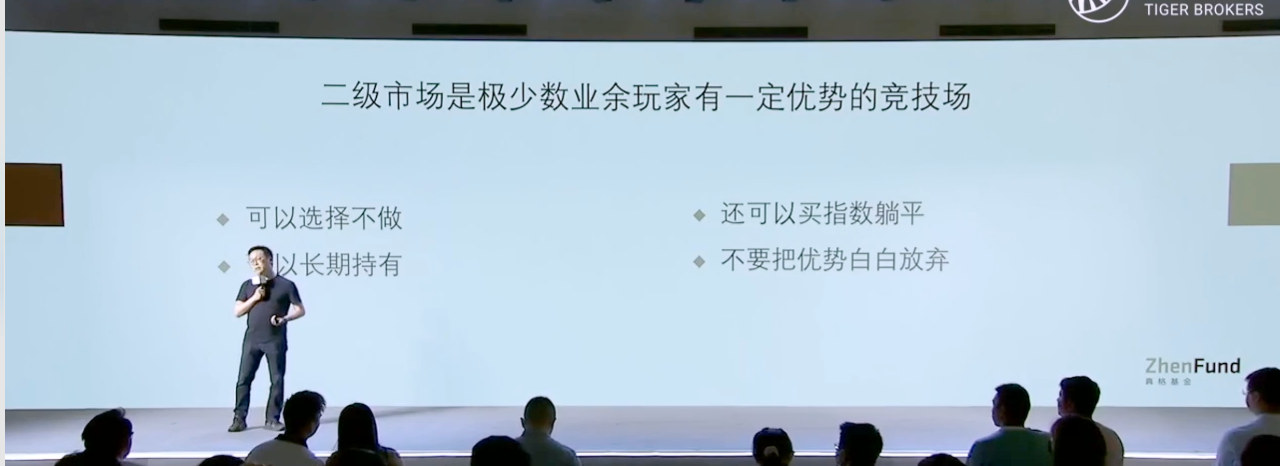 TIGER BROKERS
二级市场是极少数业余玩家有一定优势的竞技场
可以选择不做
以长期持有
还可以买指数躺平
不要把优势白白放弃
ZhenFund
真格基金